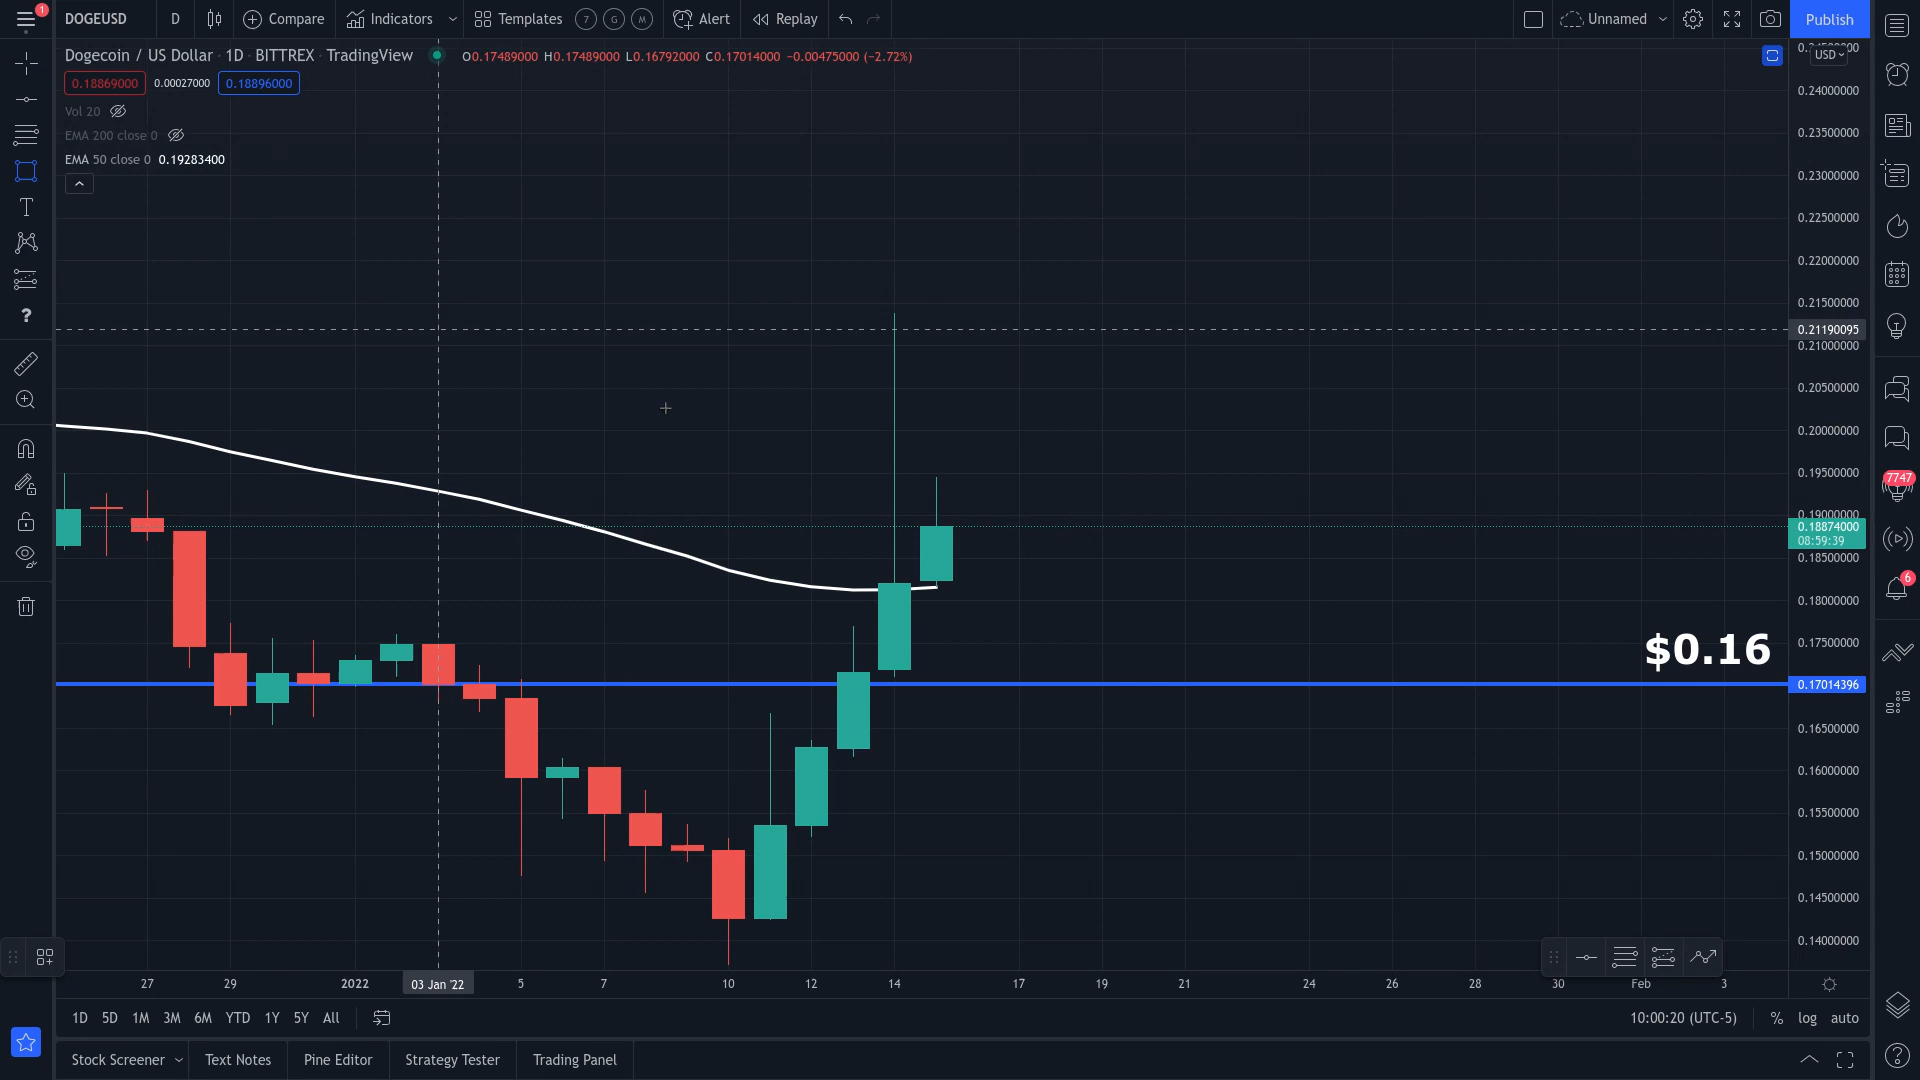 1
DOGEUSD D Compare Indicators Templates 7 G M Alert Replay Unnamed Publish
Dogecoin / US Dollar · 1D · BITTREX · TradingView O0.17489000 H0.17489000 L0.16792000 C0.17014000 −0.00475000 (−2.72%)
USD
0.18869000 0.00027000 0.18896000
Vol 20
EMA 200 close 0
EMA 50 close 0 0.19283400
T
?
0.24000000
0.23500000
0.23000000
0.22500000
0.22000000
0.21500000
0.21190095
0.21000000
0.20500000
0.20000000
0.19500000
0.19000000
0.18874000
08:59:39
0.18500000
0.18000000
0.17500000
$0.16
0.17014396
0.16500000
0.16000000
0.15500000
0.15000000
0.14500000
0.14000000
7747
6
27 29 2022 03 Jan '22 5 7 10 12 14 17 19 21 24 26 28 30 Feb 3
1D 5D 1M 3M 6M YTD 1Y 5Y All 10:00:20 (UTC-5) % log auto
Stock Screener Text Notes Pine Editor Strategy Tester Trading Panel
?